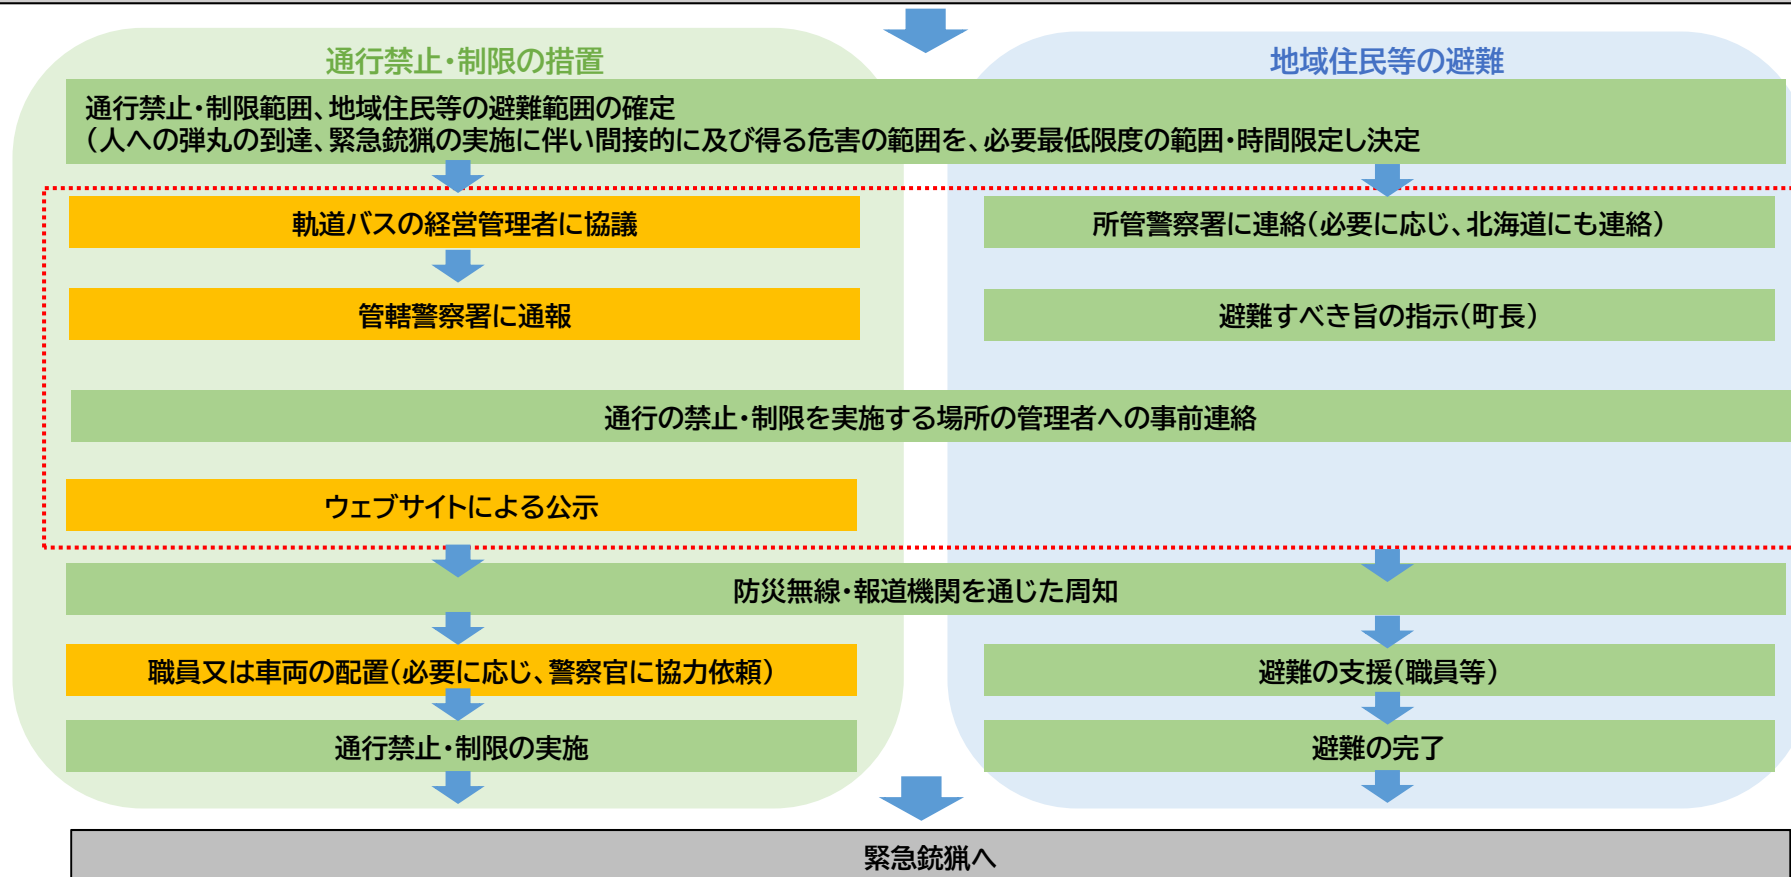 通行禁止・制限の措置
地域住民等の避難
通行禁止・制限範囲、地域住民等の避難範囲の確定
(人への弾丸の到達、緊急銃猟の実施に伴い間接的に及び得る危害の範囲を、必要最低限度の範囲・時間限定し決定
軌道バスの経営管理者に協議
所管警察署に連絡(必要に応じ、北海道にも連絡)
管轄警察署に通報
避難すべき旨の指示(町長)
通行の禁止・制限を実施する場所の管理者への事前連絡
ウェブサイトによる公示
防災無線・報道機関を通じた周知
職員又は車両の配置(必要に応じ、警察官に協力依頼)
避難の支援(職員等)
通行禁止・制限の実施
避難の完了
緊急銃猟へ